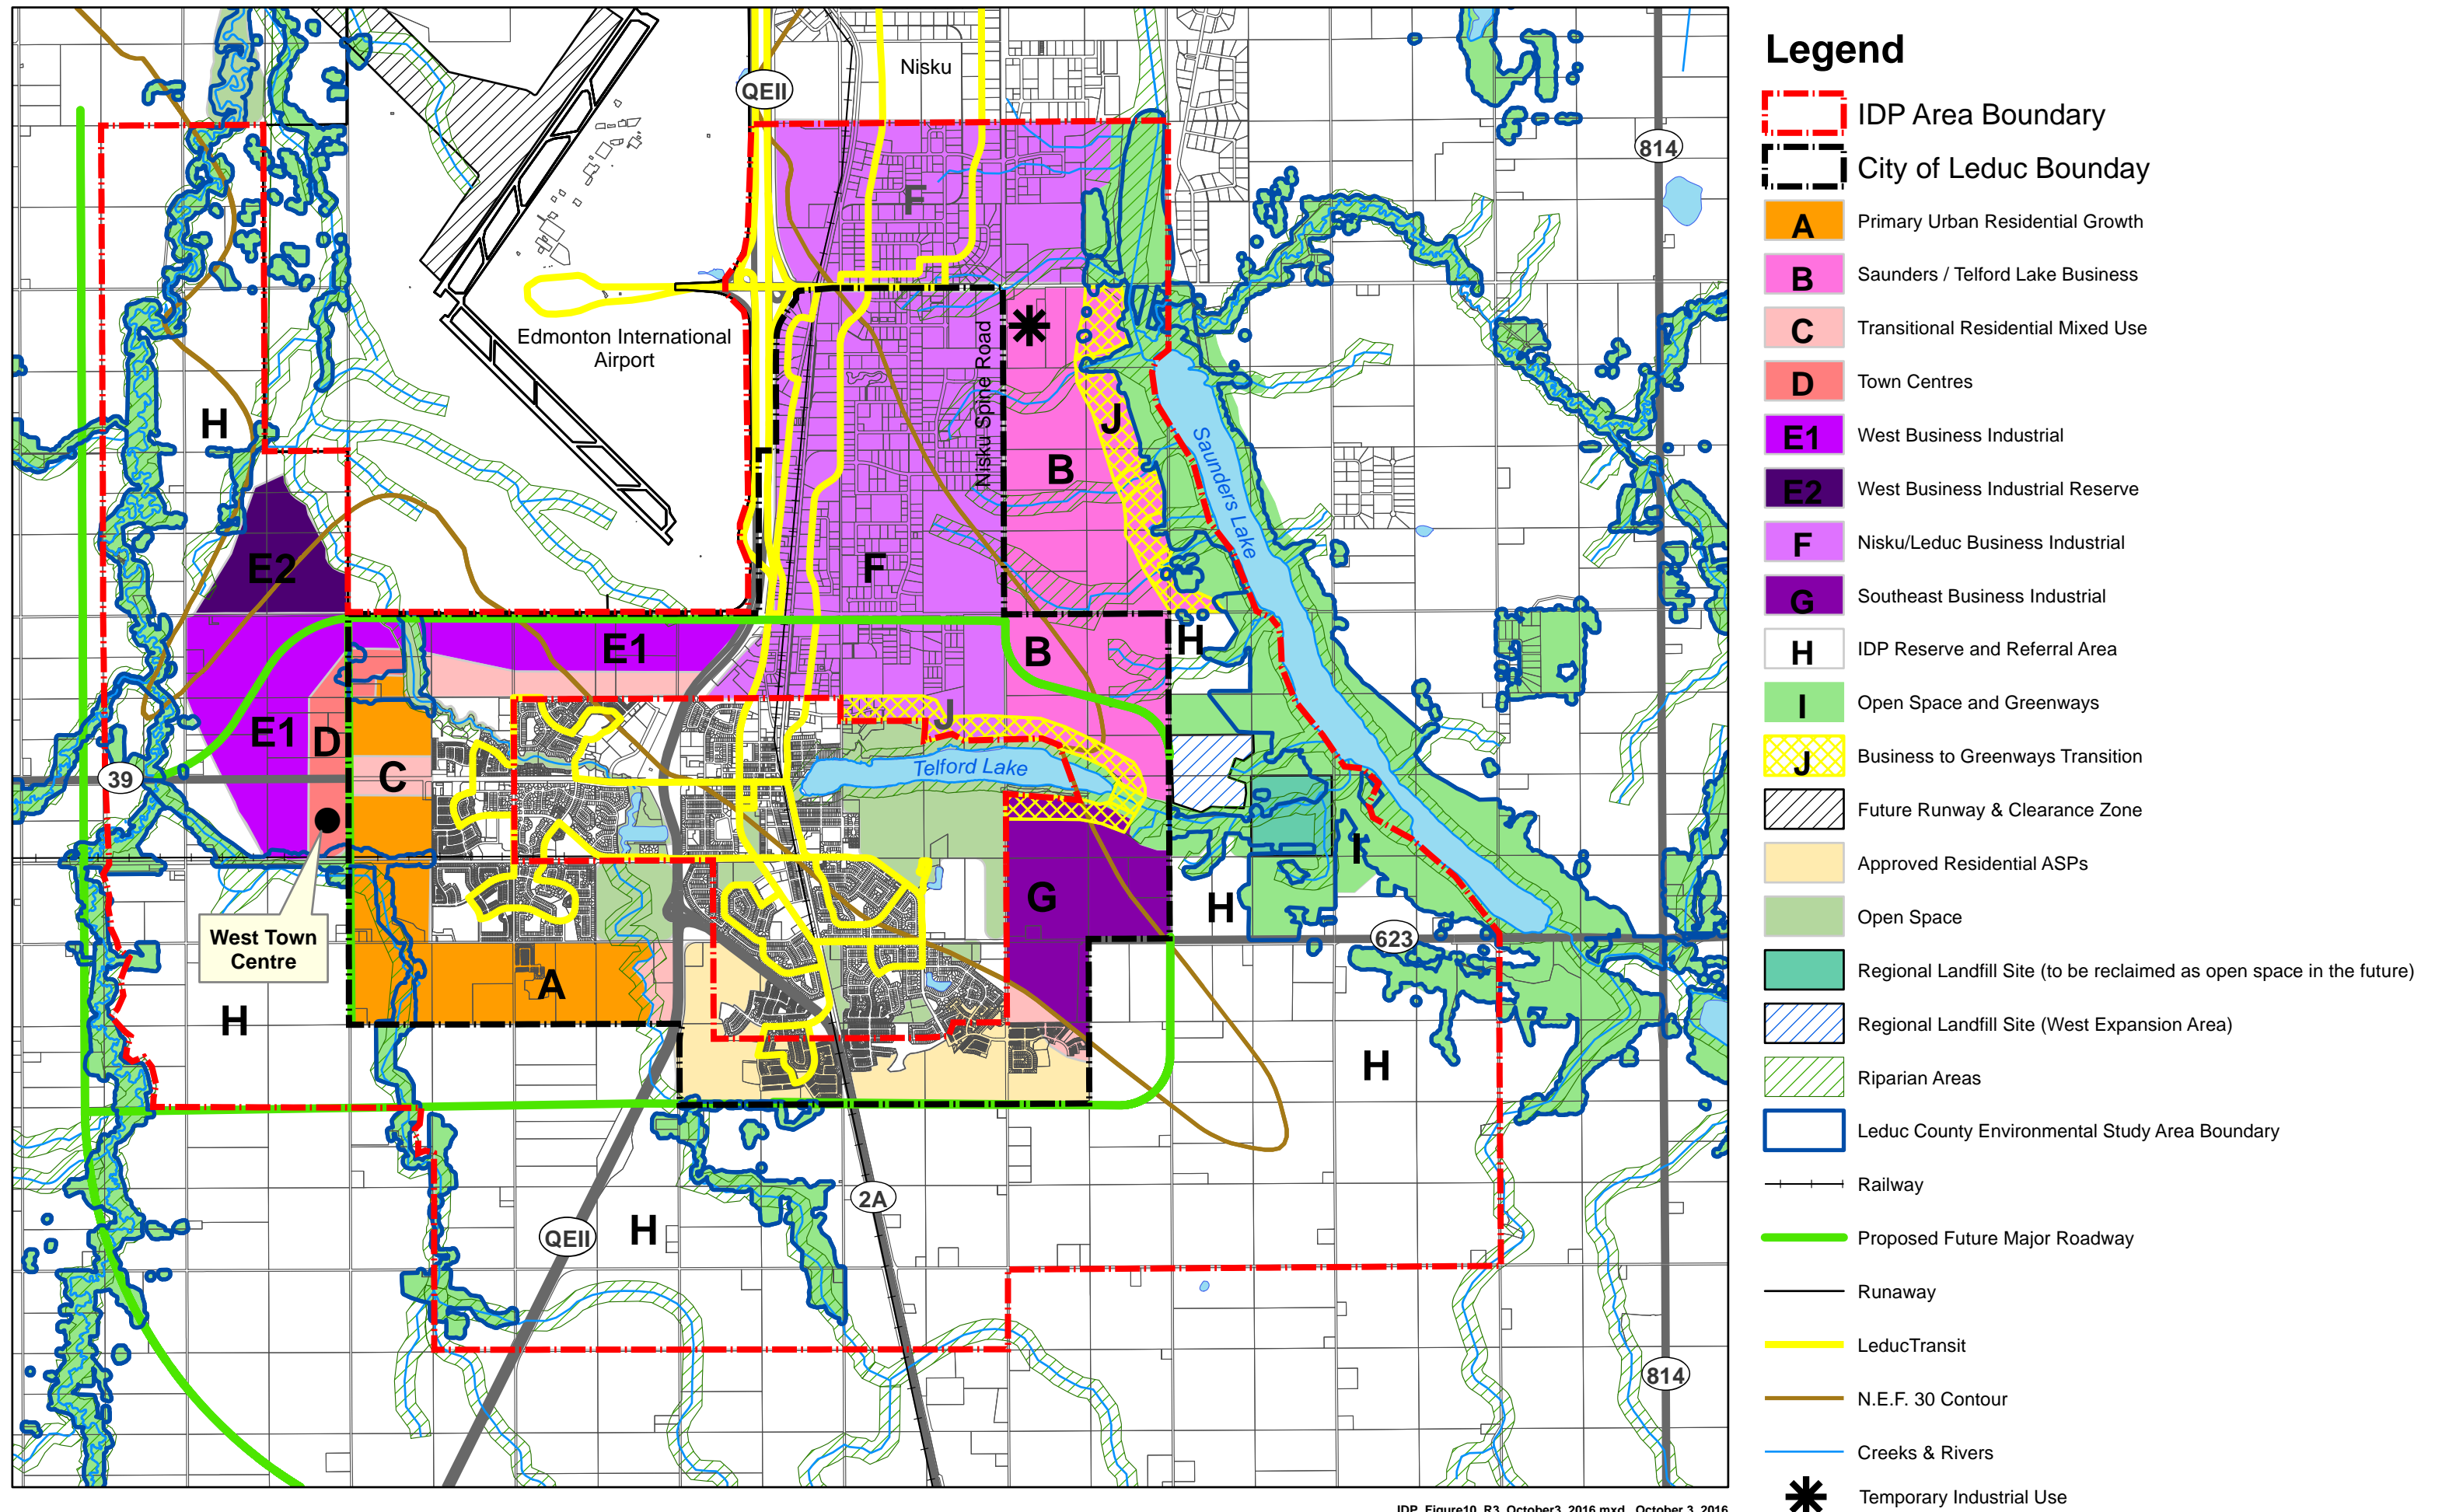 Nisku
QEII
814
F
Edmonton International
Airport
Nisku Spine Road
H
J
B
Saunders Lake
E2
F
H
E1
B
E1
D
J
39
C
Telford Lake
I
G
H
West Town
Centre
623
A
H
H
2A
H
QEII
814
Legend
IDP Area Boundary
City of Leduc Bounday
A Primary Urban Residential Growth
B Saunders / Telford Lake Business
C Transitional Residential Mixed Use
D Town Centres
E1 West Business Industrial
E2 West Business Industrial Reserve
F Nisku/Leduc Business Industrial
G Southeast Business Industrial
H IDP Reserve and Referral Area
I Open Space and Greenways
J Business to Greenways Transition
Future Runway & Clearance Zone
Approved Residential ASPs
Open Space
Regional Landfill Site (to be reclaimed as open space in the future)
Regional Landfill Site (West Expansion Area)
Riparian Areas
Leduc County Environmental Study Area Boundary
Railway
Proposed Future Major Roadway
Runaway
LeducTransit
N.E.F. 30 Contour
Creeks & Rivers
Temporary Industrial Use
IDP_Figure10_R3_October3_2016.mxd October 3, 2016